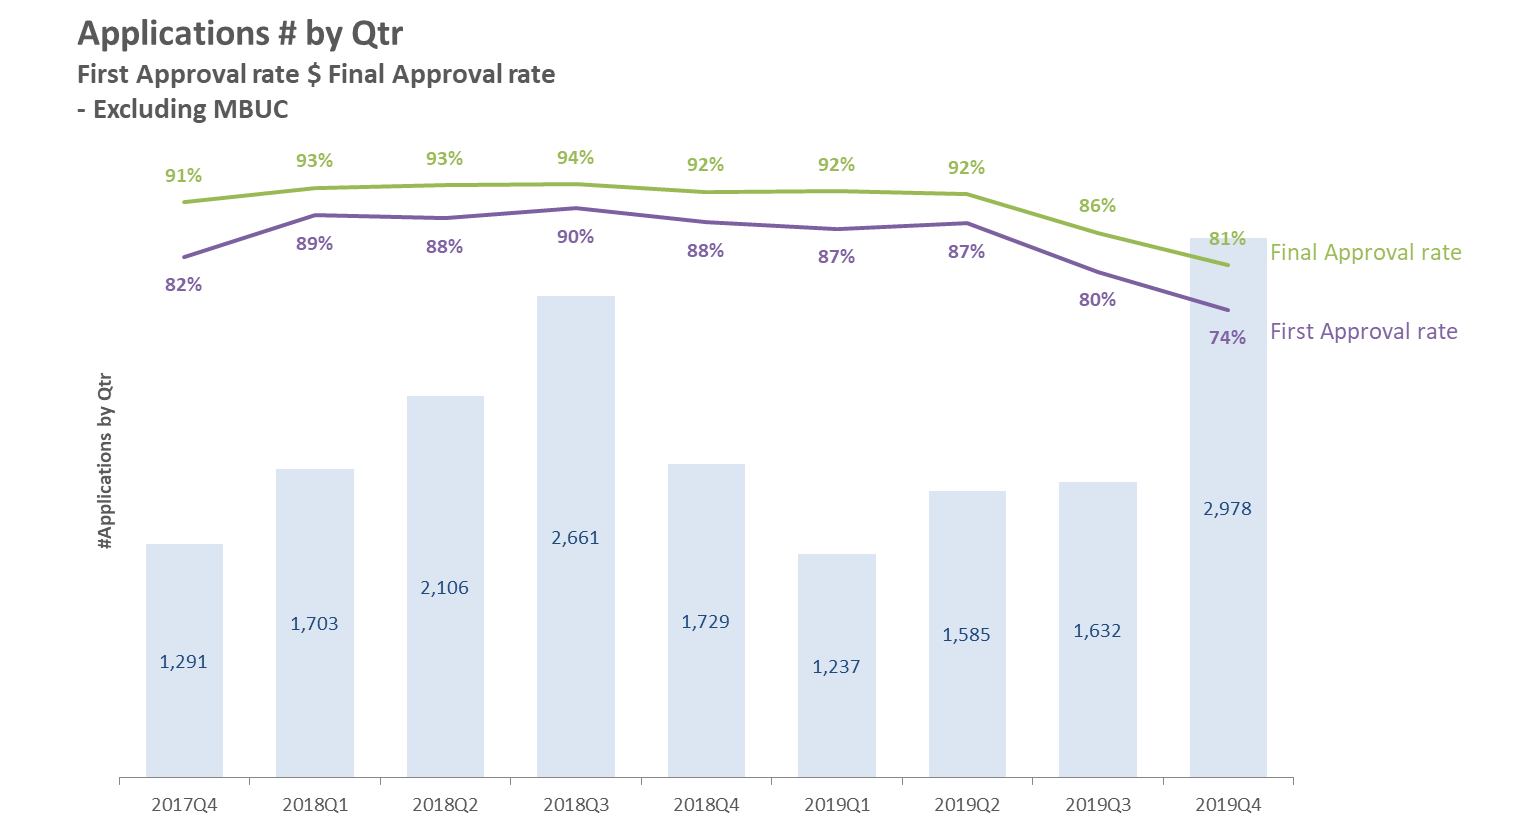 Applications # by Qtr
First Approval rate $ Final Approval rate
- Excluding MBUC
91% 93% 93% 94% 92% 92% 92% 86% 81%
Final Approval rate
82% 89% 88% 90% 88% 87% 87% 80% 74%
First Approval rate
#Applications by Qtr
1,291 1,703 2,106 2,661 1,729 1,237 1,585 1,632 2,978
2017Q4 2018Q1 2018Q2 2018Q3 2018Q4 2019Q1 2019Q2 2019Q3 2019Q4